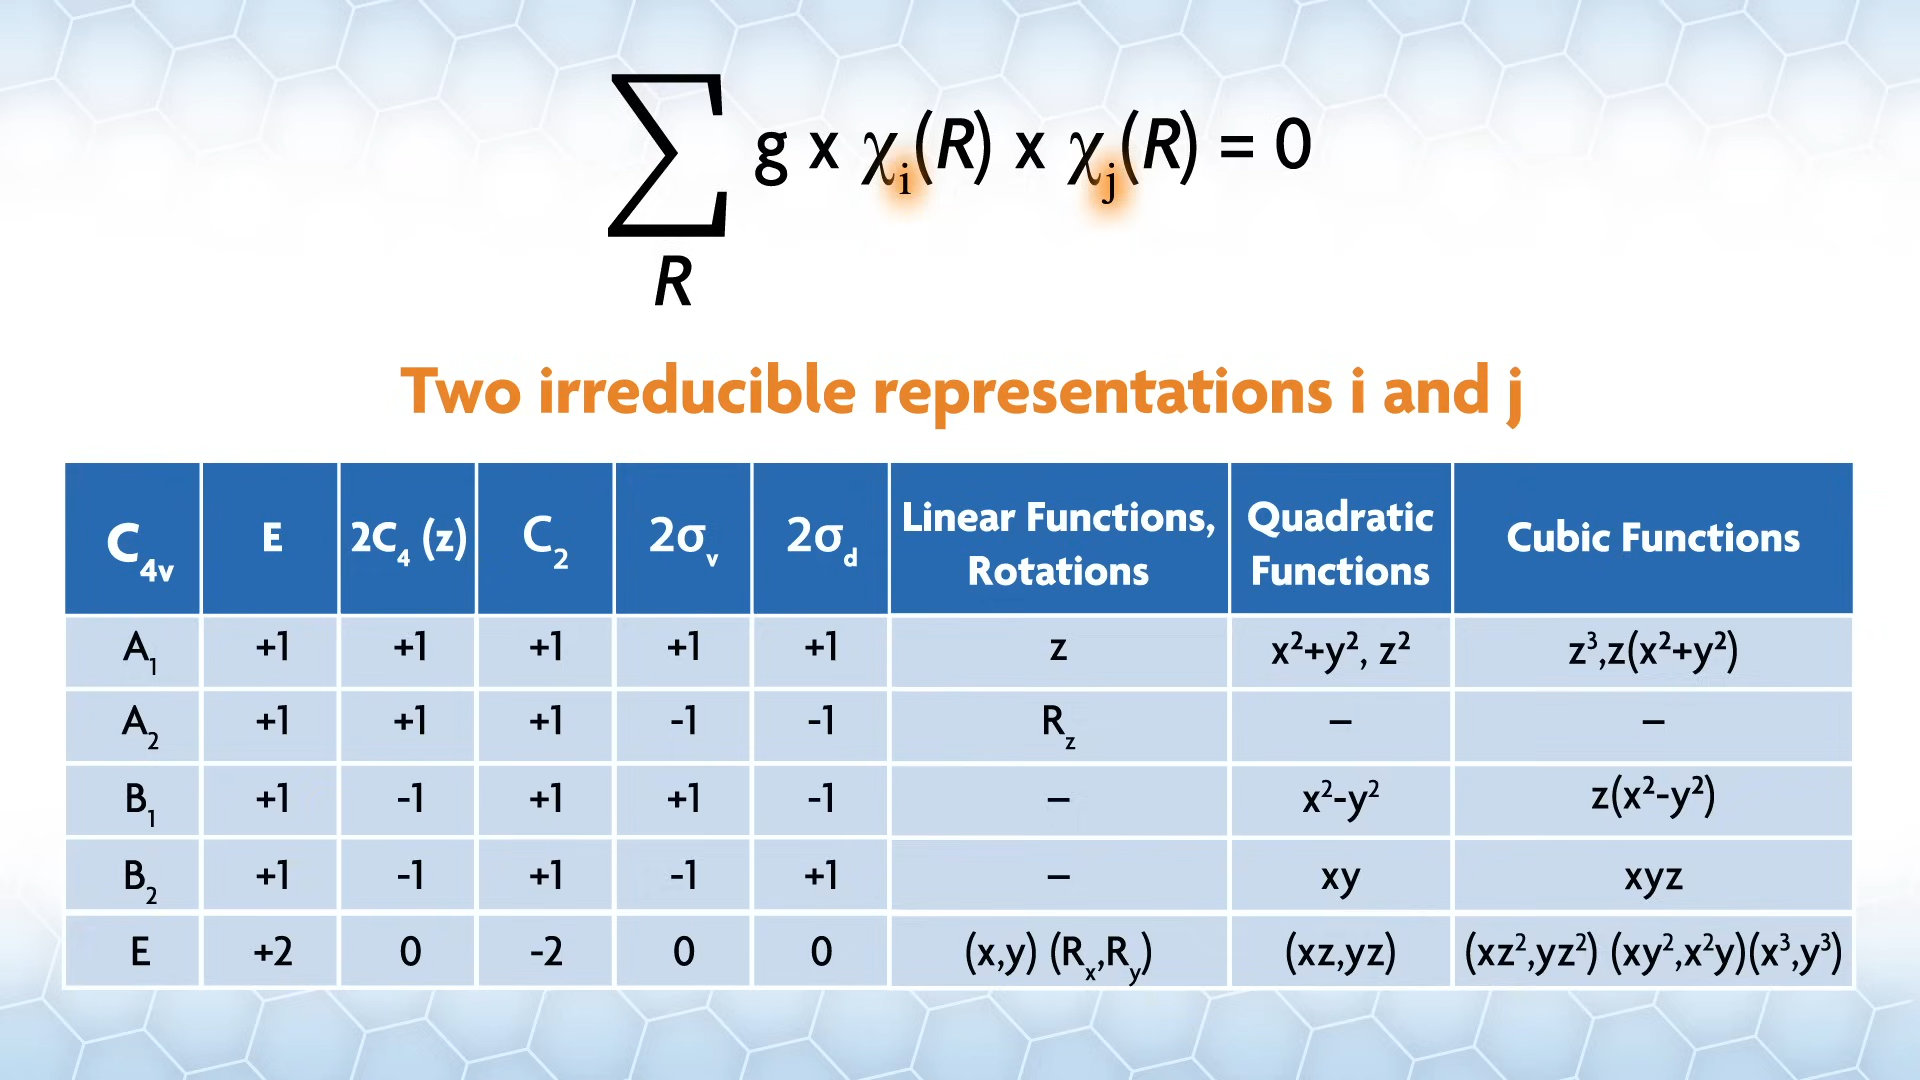 ∑ g x χᵢ(R) x χⱼ(R) = 0
R
Two irreducible representations i and j
C₄ᵥ E 2C₄ (z) C₂ 2σᵥ 2σ_d Linear Functions, Rotations Quadratic Functions Cubic Functions
A₁ +1 +1 +1 +1 +1 z x²+y², z² z³,z(x²+y²)
A₂ +1 +1 +1 -1 -1 R_z – –
B₁ +1 -1 +1 +1 -1 – x²-y² z(x²-y²)
B₂ +1 -1 +1 -1 +1 – xy xyz
E +2 0 -2 0 0 (x,y) (Rₓ,R_y) (xz,yz) (xz²,yz²) (xy²,x²y)(x³,y³)